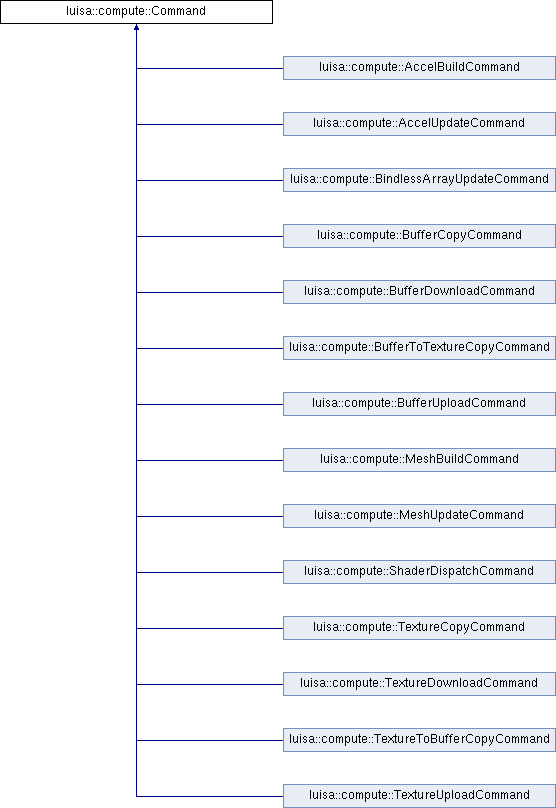 luisa::compute::Command
luisa::compute::AccelBuildCommand
luisa::compute::AccelUpdateCommand
luisa::compute::BindlessArrayUpdateCommand
luisa::compute::BufferCopyCommand
luisa::compute::BufferDownloadCommand
luisa::compute::BufferToTextureCopyCommand
luisa::compute::BufferUploadCommand
luisa::compute::MeshBuildCommand
luisa::compute::MeshUpdateCommand
luisa::compute::ShaderDispatchCommand
luisa::compute::TextureCopyCommand
luisa::compute::TextureDownloadCommand
luisa::compute::TextureToBufferCopyCommand
luisa::compute::TextureUploadCommand